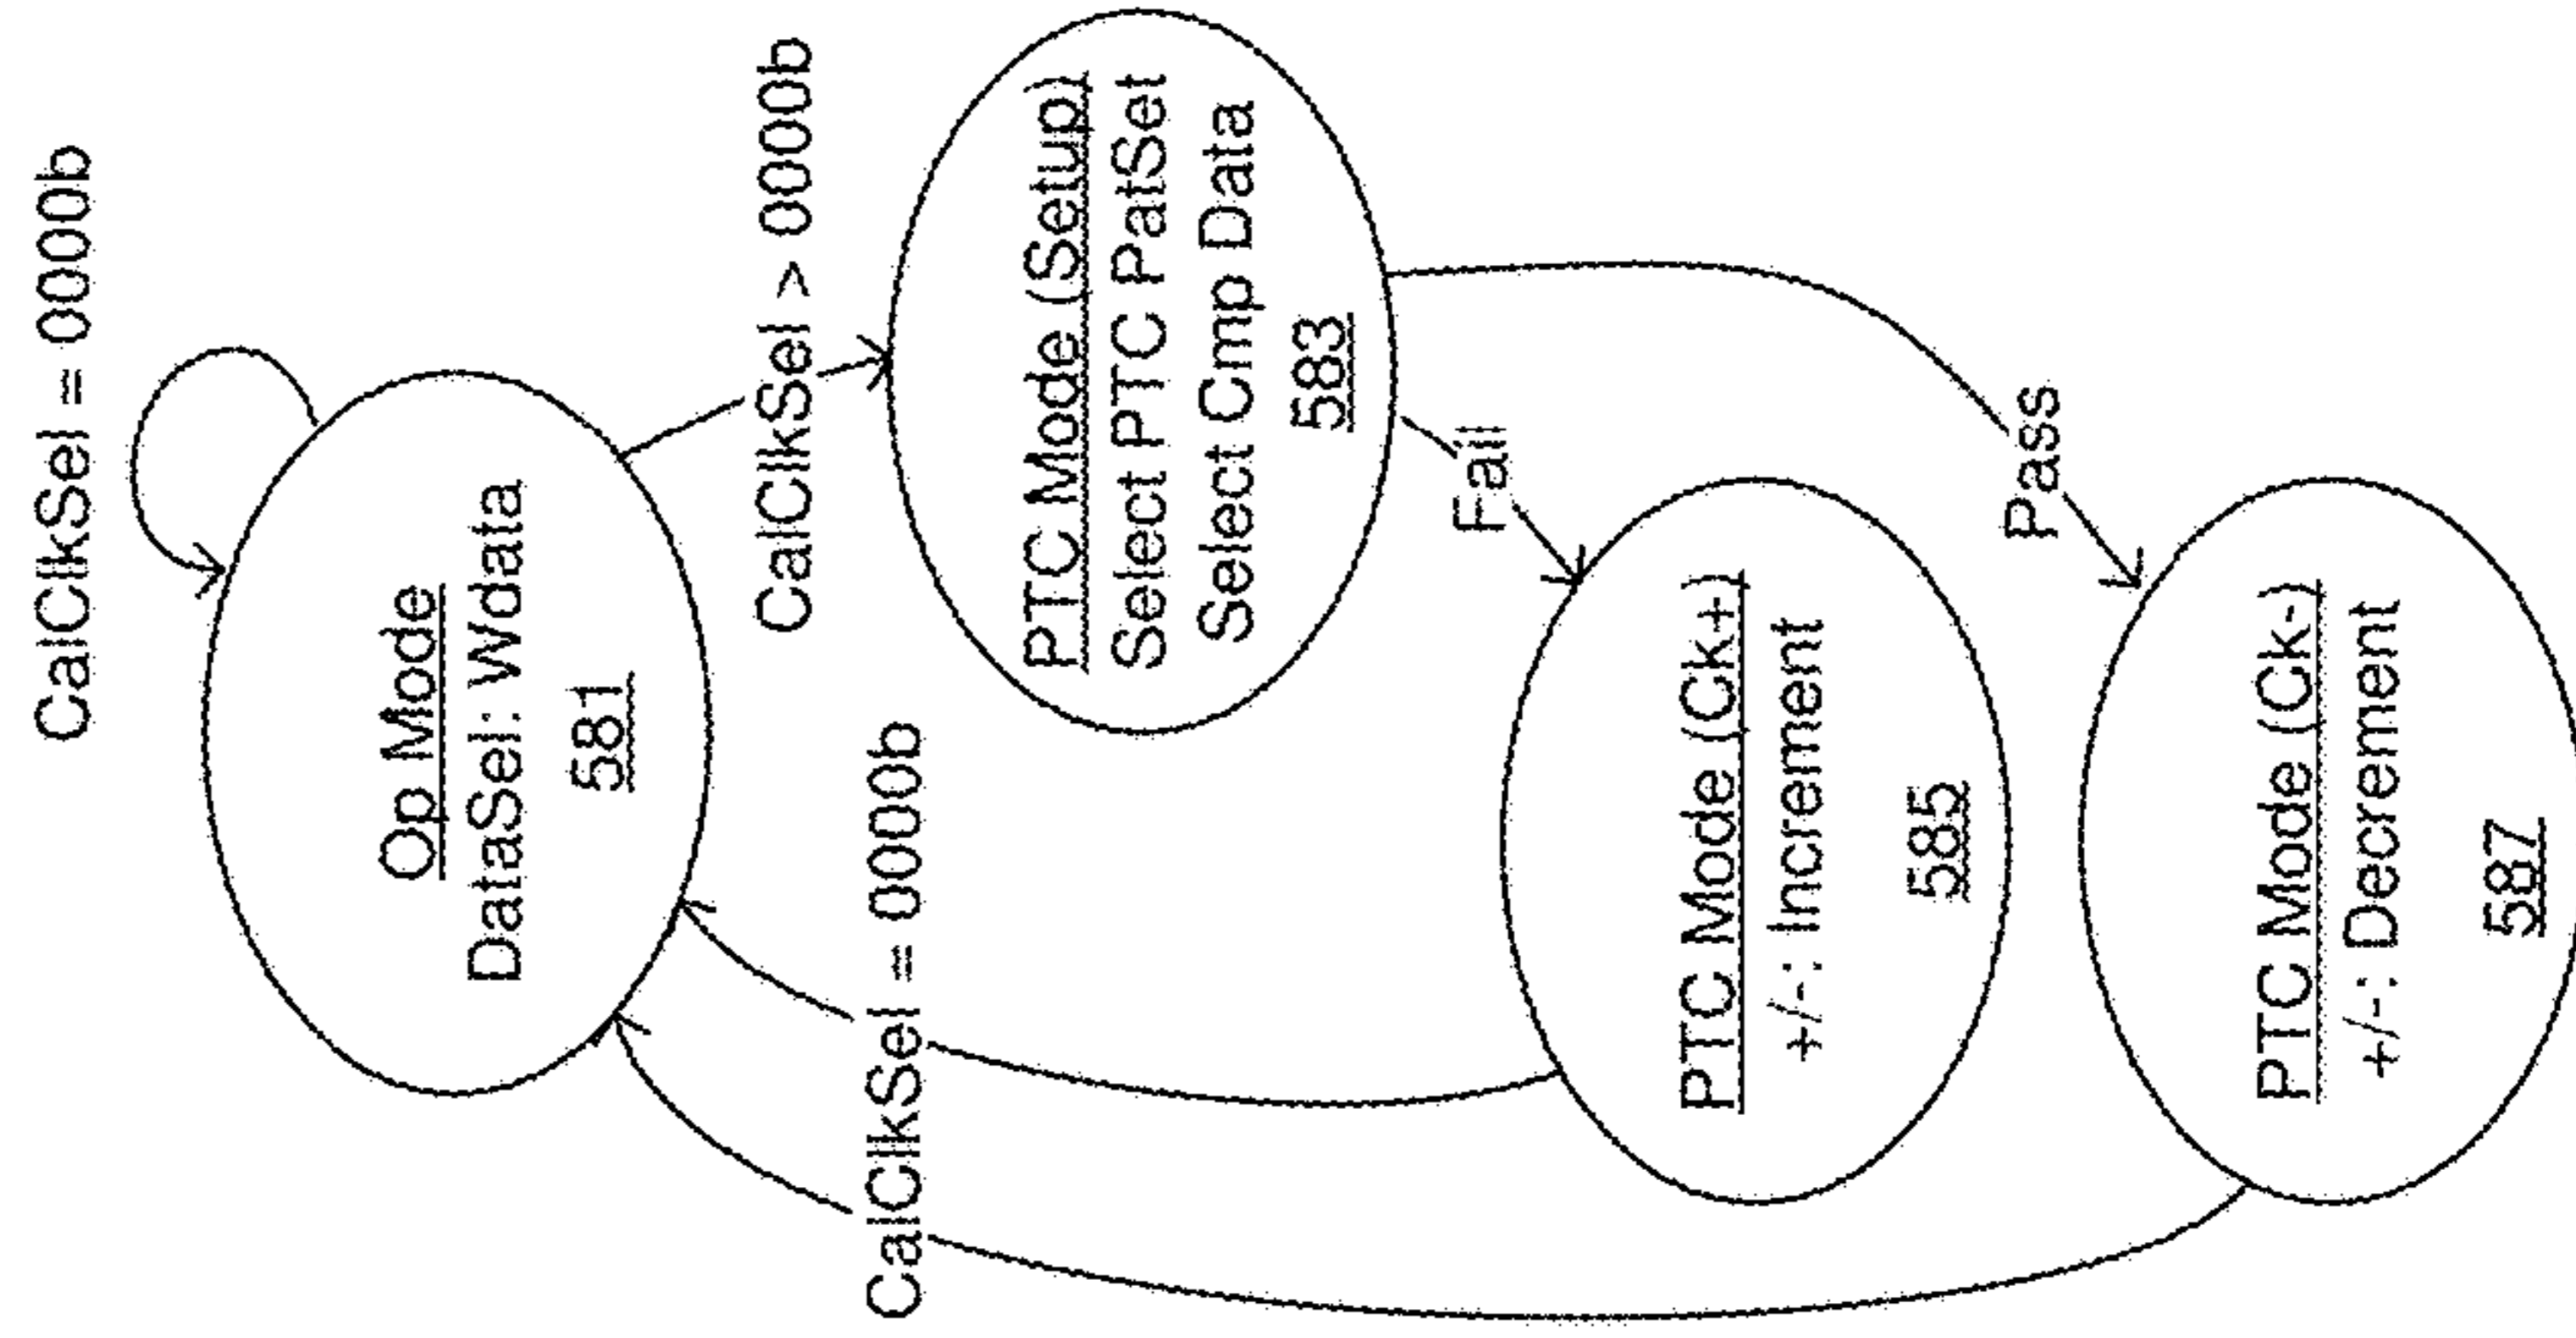 CalClkSel = 0000b
Op Mode
DataSel: Wdata
581
CalClkSel > 0000b
CalClkSel = 0000b
PTC Mode (Setup)
Select PTC PatSet
Select Cmp Data
583
Fail
Pass
PTC Mode (Ck+)
+/-: Increment
585
PTC Mode (Ck-)
+/-: Decrement
587